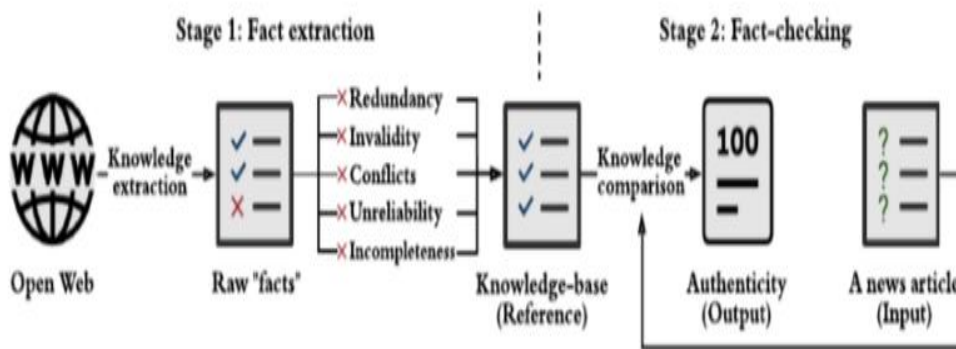 Stage 1: Fact extraction
Stage 2: Fact-checking
WWW
Knowledge
extraction
Redundancy
Invalidity
Conflicts
Unreliability
Incompleteness
Knowledge
comparison
100
?
?
?
Open Web
Raw "facts"
Knowledge-base
(Reference)
Authenticity
(Output)
A news article
(Input)